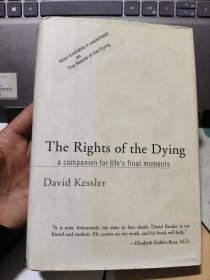 Now available in paperback
as
The Needs of the Dying
The Rights of the Dying
a companion for life's final moments
David Kessler
"It is now, fortunately, my time to face death. David Kessler is my
friend and student. He carries on my work, and his book will help."
—Elisabeth Kübler-Ross, M.D.